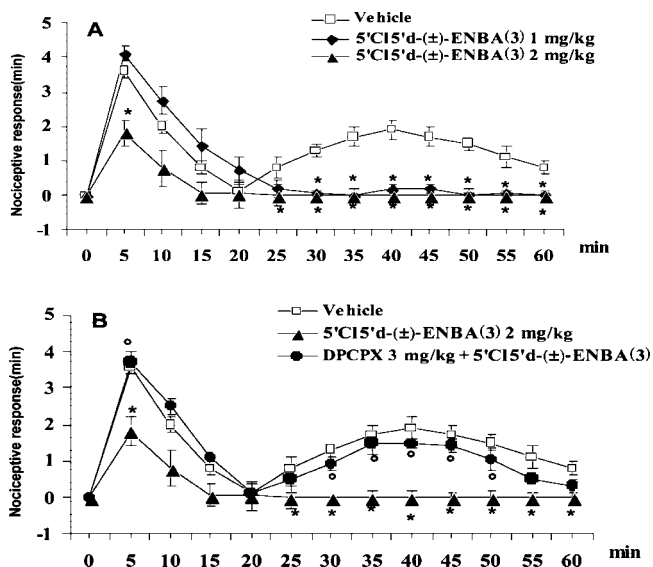 A
Vehicle
5'Cl5'd-(±)-ENBA(3) 1 mg/kg
5'Cl5'd-(±)-ENBA(3) 2 mg/kg
Nociceptive response(min)
5
4
3
2
1
0
-1
* * * * * * * *
* * * * * * * *
0 5 10 15 20 25 30 35 40 45 50 55 60 min
B
Vehicle
5'Cl5'd-(±)-ENBA(3) 2 mg/kg
DPCPX 3 mg/kg + 5'Cl5'd-(±)-ENBA(3)
Nociceptive response(min)
5
4
3
2
1
0
-1
° ° ° ° ° °
* * * * * * * * *
0 5 10 15 20 25 30 35 40 45 50 55 60 min